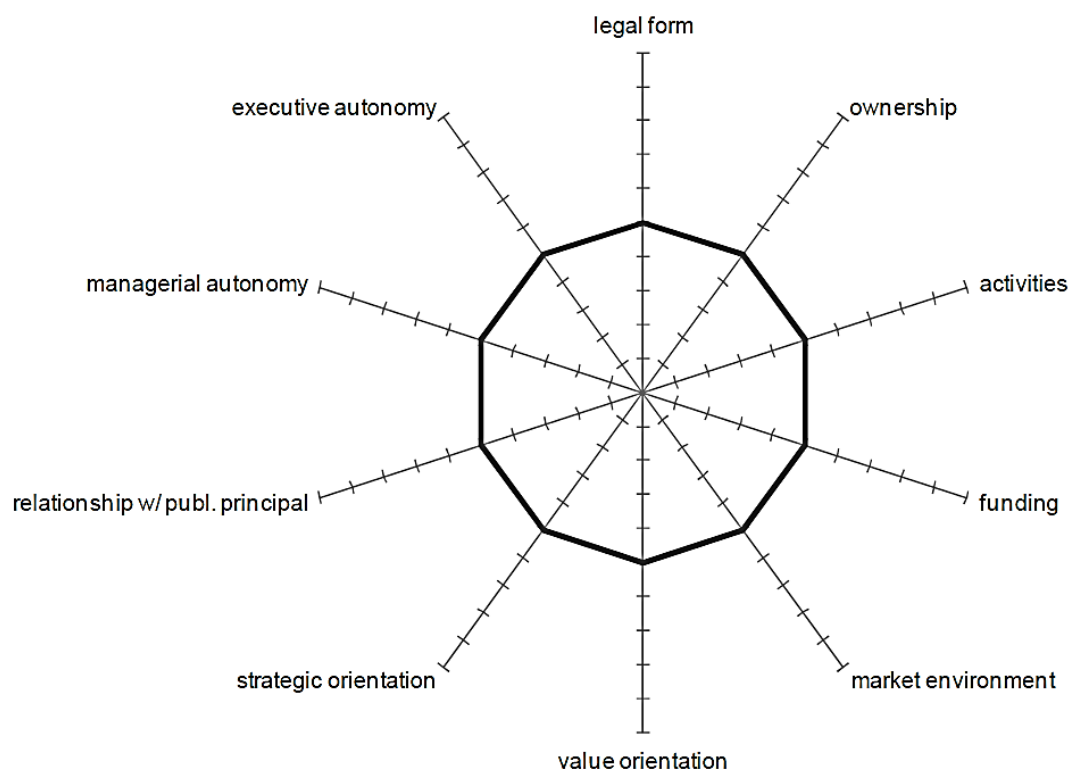 legal form
executive autonomy
ownership
managerial autonomy
activities
relationship w/ publ. principal
funding
strategic orientation
market environment
value orientation